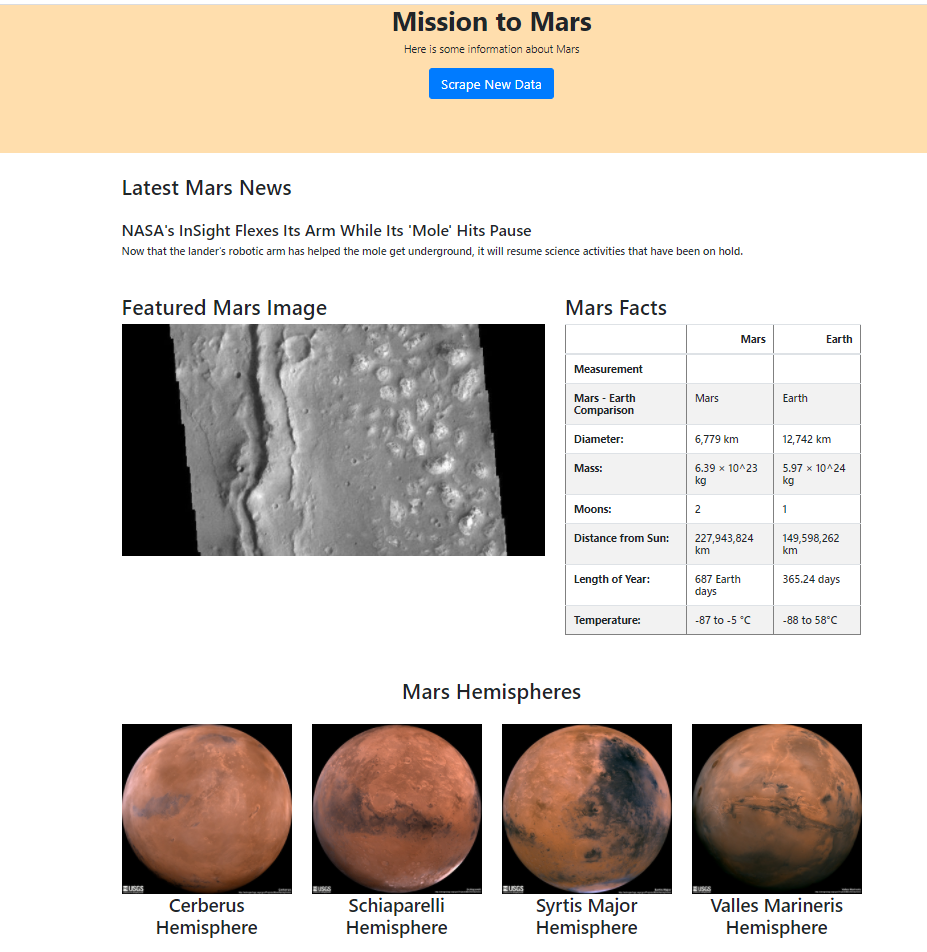 Mission to Mars
Here is some information about Mars
Scrape New Data
Latest Mars News
NASA's InSight Flexes Its Arm While Its 'Mole' Hits Pause
Now that the lander's robotic arm has helped the mole get underground, it will resume science activities that have been on hold.
Featured Mars Image
Mars Facts
Mars Earth
Measurement
Mars - Earth Comparison Mars Earth
Diameter: 6,779 km 12,742 km
Mass: 6.39 × 10^23 kg 5.97 × 10^24 kg
Moons: 2 1
Distance from Sun: 227,943,824 km 149,598,262 km
Length of Year: 687 Earth days 365.24 days
Temperature: -87 to -5 °C -88 to 58°C
Mars Hemispheres
USGS USGS USGS USGS
Cerberus Hemisphere
Schiaparelli Hemisphere
Syrtis Major Hemisphere
Valles Marineris Hemisphere